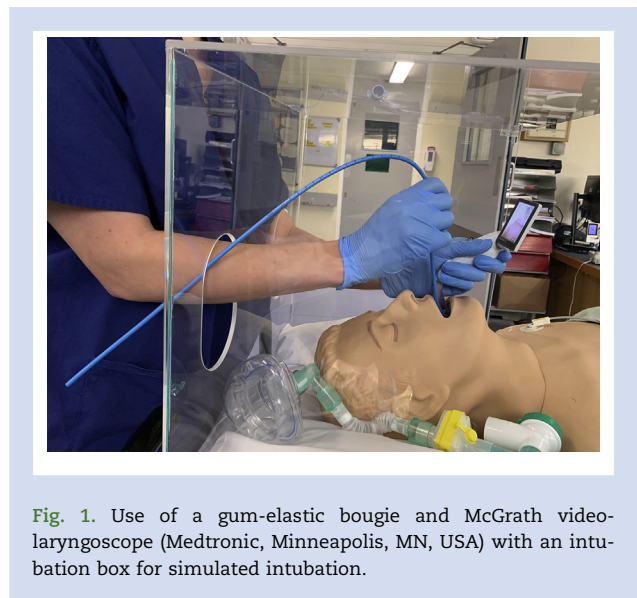 Fig. 1. Use of a gum-elastic bougie and McGrath video-
laryngoscope (Medtronic, Minneapolis, MN, USA) with an intu-
bation box for simulated intubation.